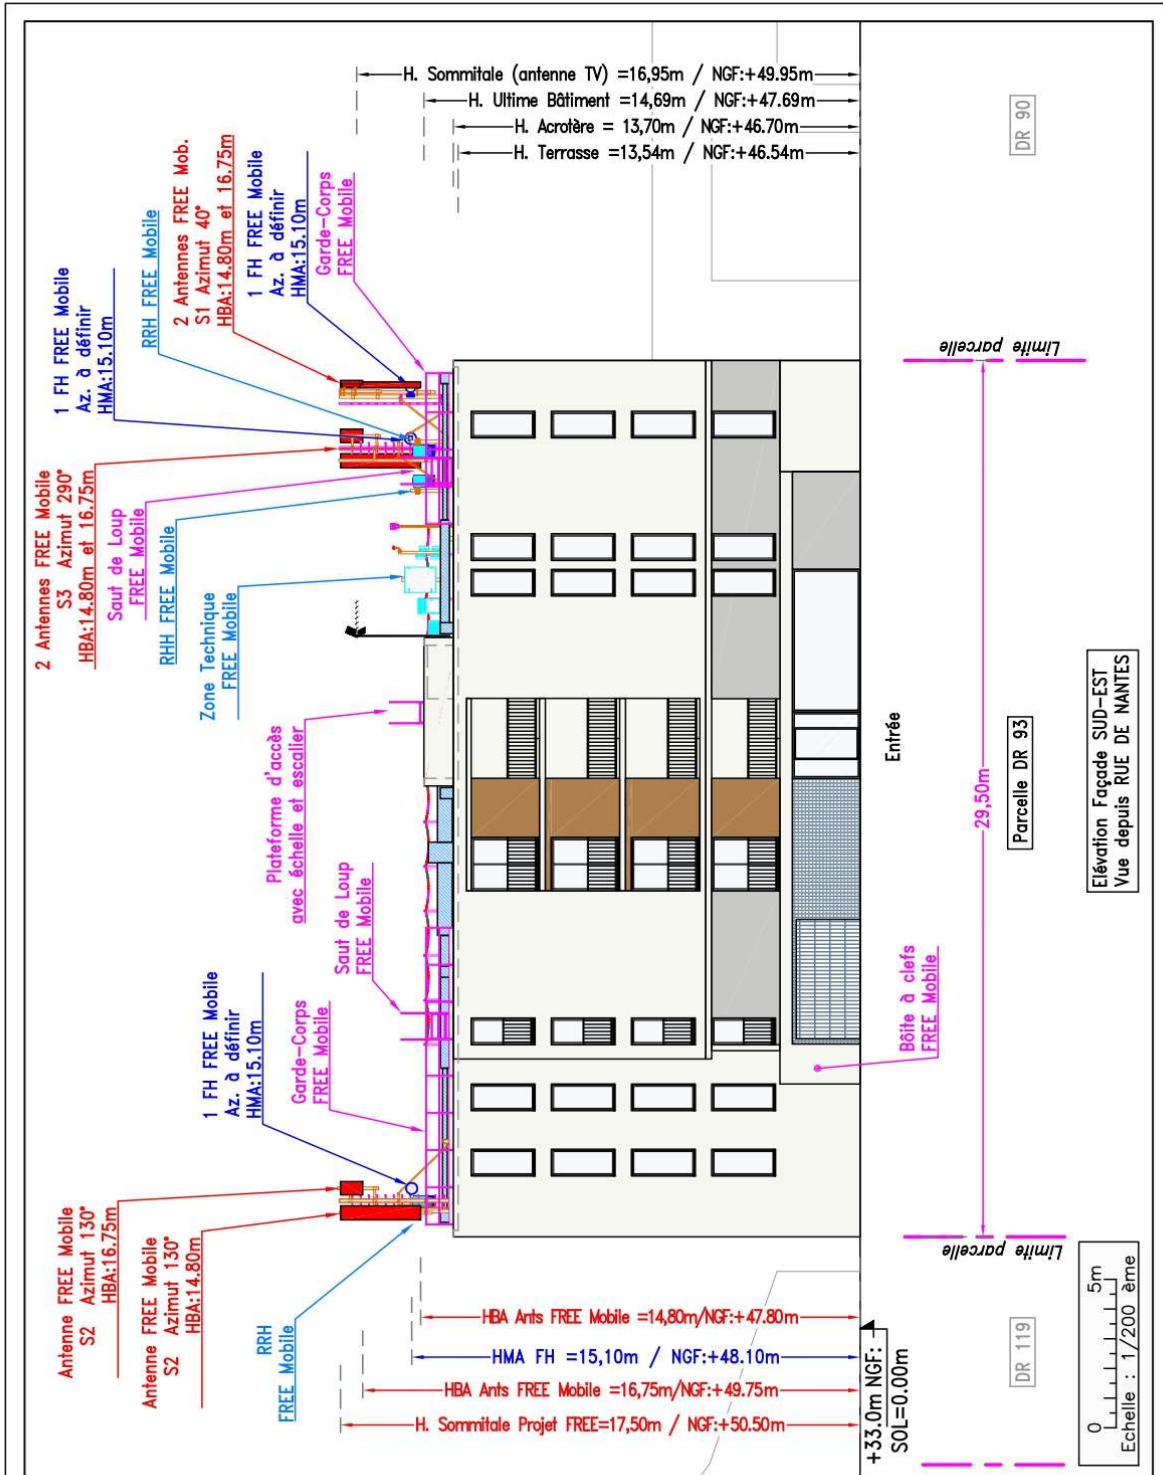 H. Sommitale (antenne TV) =16,95m / NGF:+49.95m
H. Ultime Bâtiment =14,69m / NGF:+47.69m
H. Acrotère = 13,70m / NGF:+46.70m
H. Terrasse =13,54m / NGF:+46.54m
DR 90
2 Antennes FREE Mob.
S1 Azimut 40°
HBA:14.80m et 16.75m
1 FH FREE Mobile
Az. à définir
HMA:15.10m
Garde-Corps
FREE Mobile
RRH FREE Mobile
1 FH FREE Mobile
Az. à définir
HMA:15.10m
2 Antennes FREE Mobile
S3 Azimut 290°
HBA:14.80m et 16.75m
Saut de Loup
FREE Mobile
RHH FREE Mobile
Zone Technique
FREE Mobile
Plateforme d'accès
avec échelle et escalier
Saut de Loup
FREE Mobile
Garde-Corps
FREE Mobile
1 FH FREE Mobile
Az. à définir
HMA:15.10m
Antenne FREE Mobile
S2 Azimut 130°
HBA:16.75m
Antenne FREE Mobile
S2 Azimut 130°
HBA:14.80m
RRH
FREE Mobile
Limite parcelle
Entrée
29,50m
Parcelle DR 93
Elévation Façade SUD-EST
Vue depuis RUE DE NANTES
Bôite à clefs
FREE Mobile
Limite parcelle
HBA Ants FREE Mobile =14,80m/NGF:+47.80m
HMA FH =15,10m / NGF:+48.10m
HBA Ants FREE Mobile =16,75m/NGF:+49.75m
H. Sommitale Projet FREE=17,50m / NGF:+50.50m
+33.0m NGF:
SOL=0.00m
DR 119
0 5m
Echelle : 1/200 ème